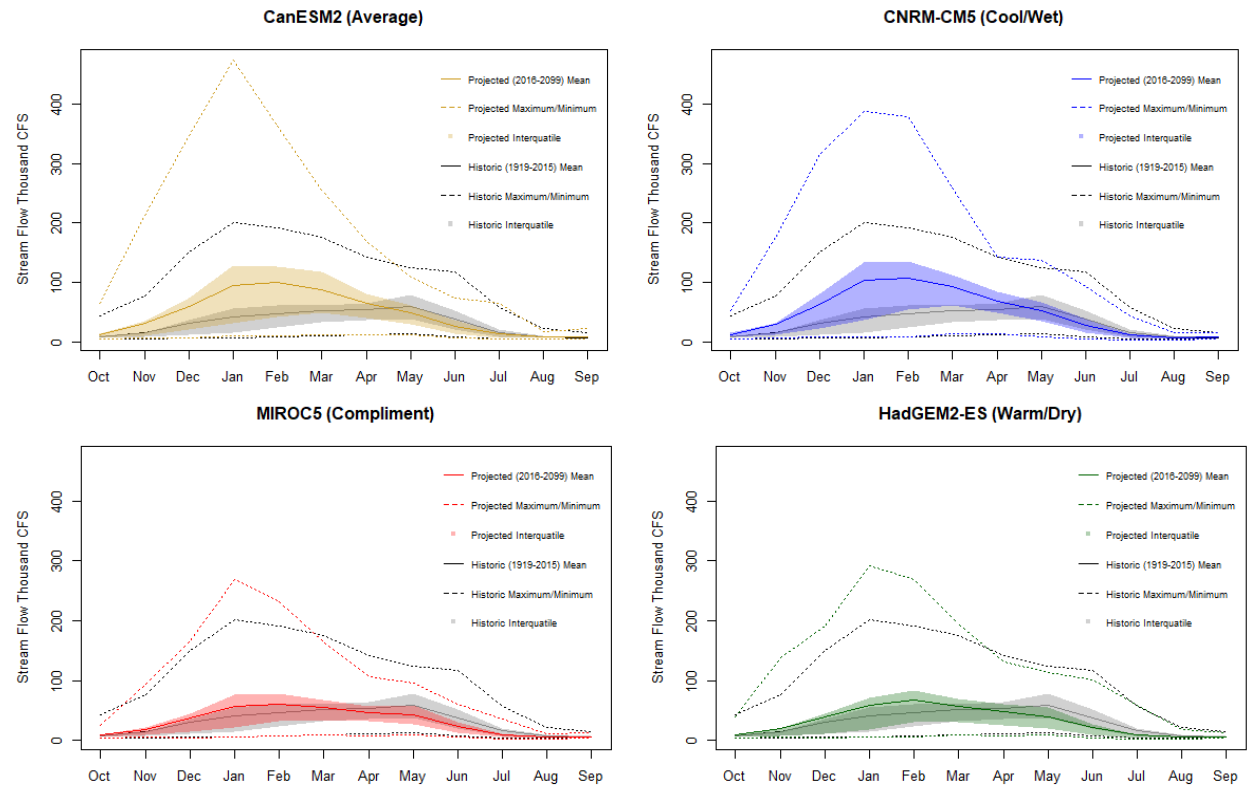 CanESM2 (Average)
Stream Flow Thousand CFS
400
300
200
100
0
Projected (2016-2099) Mean
Projected Maximum/Minimum
Projected Interquatile
Historic (1919-2015) Mean
Historic Maximum/Minimum
Historic Interquatile
Oct Nov Dec Jan Feb Mar Apr May Jun Jul Aug Sep
CNRM-CM5 (Cool/Wet)
Stream Flow Thousand CFS
400
300
200
100
0
Projected (2016-2099) Mean
Projected Maximum/Minimum
Projected Interquatile
Historic (1919-2015) Mean
Historic Maximum/Minimum
Historic Interquatile
Oct Nov Dec Jan Feb Mar Apr May Jun Jul Aug Sep
MIROC5 (Compliment)
Stream Flow Thousand CFS
400
300
200
100
0
Projected (2016-2099) Mean
Projected Maximum/Minimum
Projected Interquatile
Historic (1919-2015) Mean
Historic Maximum/Minimum
Historic Interquatile
Oct Nov Dec Jan Feb Mar Apr May Jun Jul Aug Sep
HadGEM2-ES (Warm/Dry)
Stream Flow Thousand CFS
400
300
200
100
0
Projected (2016-2099) Mean
Projected Maximum/Minimum
Projected Interquatile
Historic (1919-2015) Mean
Historic Maximum/Minimum
Historic Interquatile
Oct Nov Dec Jan Feb Mar Apr May Jun Jul Aug Sep